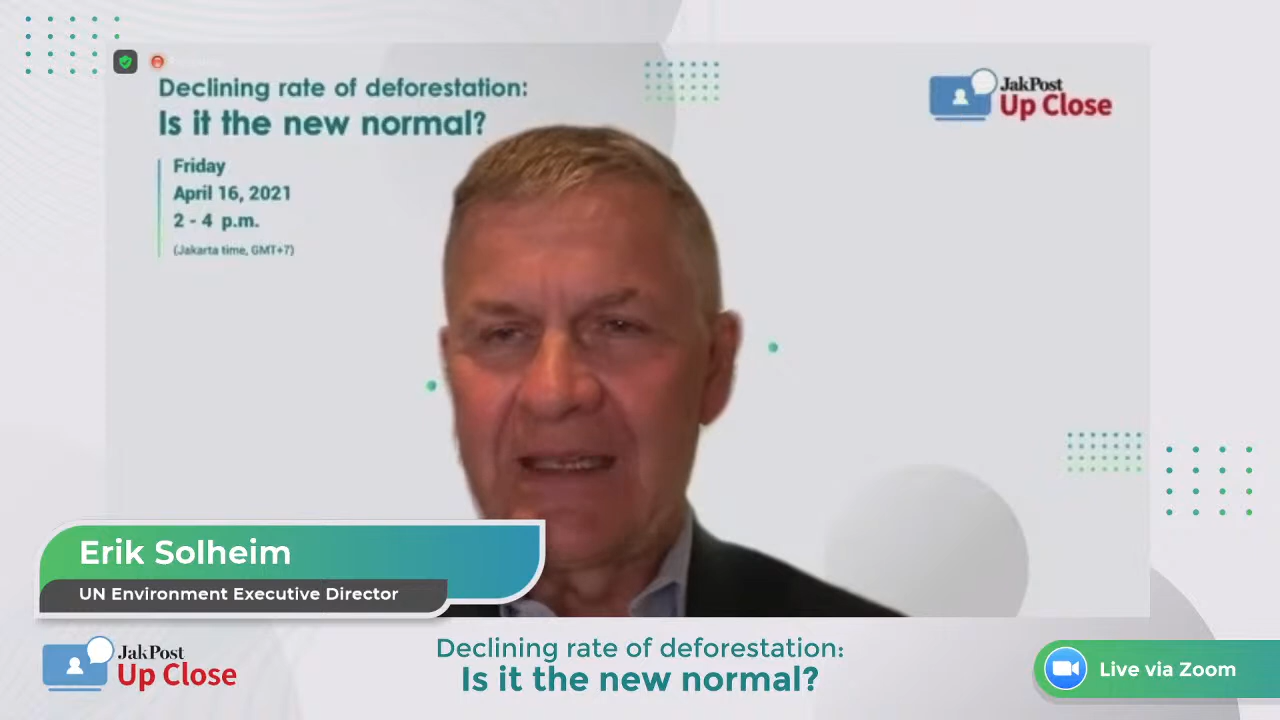 Declining rate of deforestation:
Is it the new normal?
Friday
April 16, 2021
2 - 4 p.m.
(Jakarta time, GMT+7)
JakPost
Up Close
Erik Solheim
UN Environment Executive Director
JakPost
Up Close
Declining rate of deforestation:
Is it the new normal?
Live via Zoom